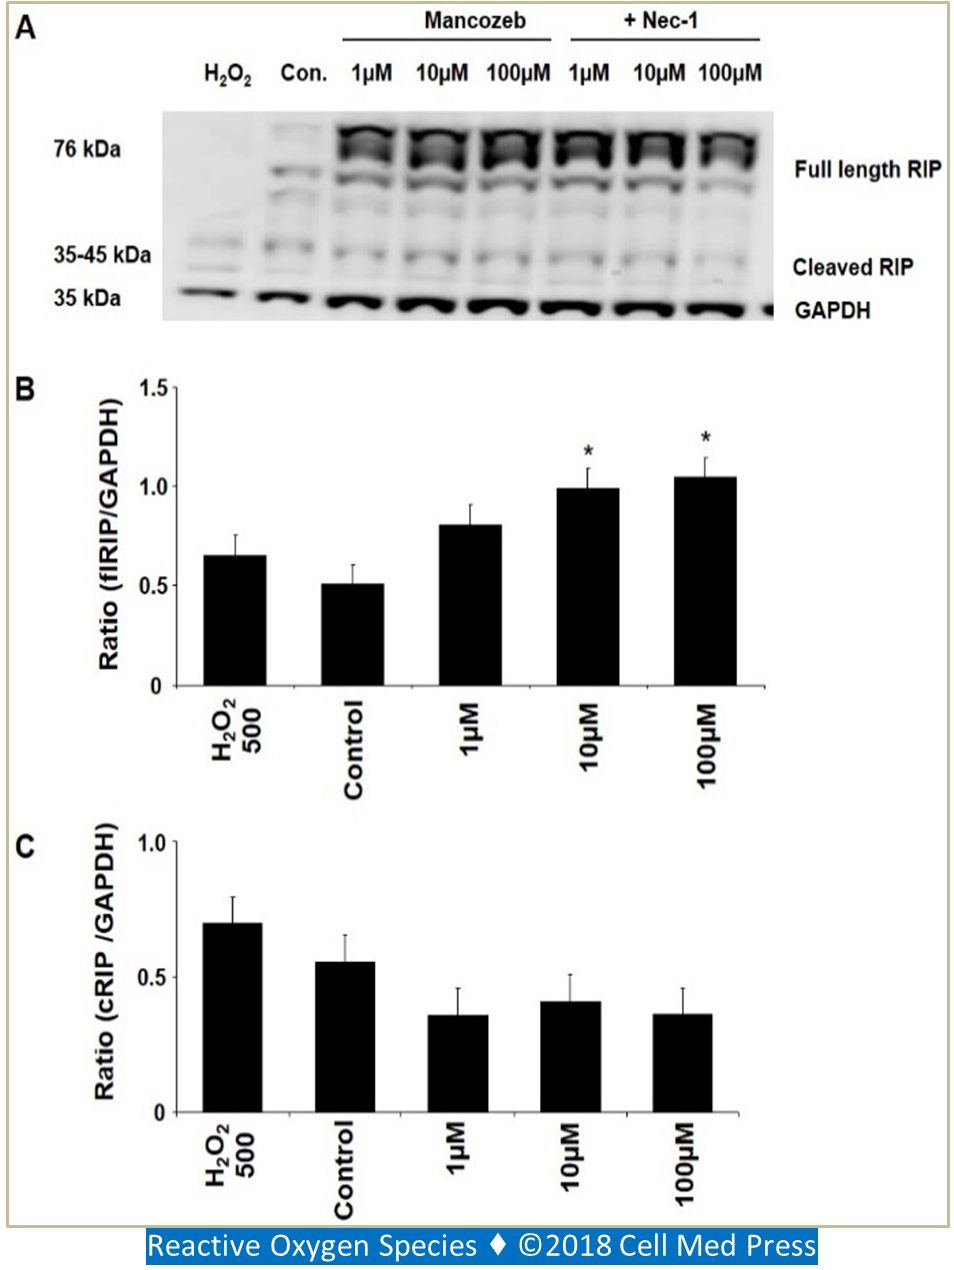 A
Mancozeb
+ Nec-1
H₂O₂ Con. 1µM 10µM 100µM 1µM 10µM 100µM
76 kDa
Full length RIP
35-45 kDa
Cleaved RIP
35 kDa
GAPDH
B
Ratio (flRIP/GAPDH)
1.5
1.0
0.5
0
H₂O₂
500
Control
1µM
10µM
100µM
*
*
C
Ratio (cRIP /GAPDH)
1.0
0.5
0
H₂O₂
500
Control
1µM
10µM
100µM
Reactive Oxygen Species ♦ ©2018 Cell Med Press